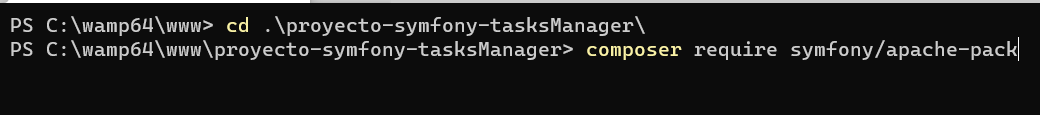 PS C:\wamp64\www> cd .\proyecto-symfony-tasksManager\
PS C:\wamp64\www\proyecto-symfony-tasksManager> composer require symfony/apache-pack